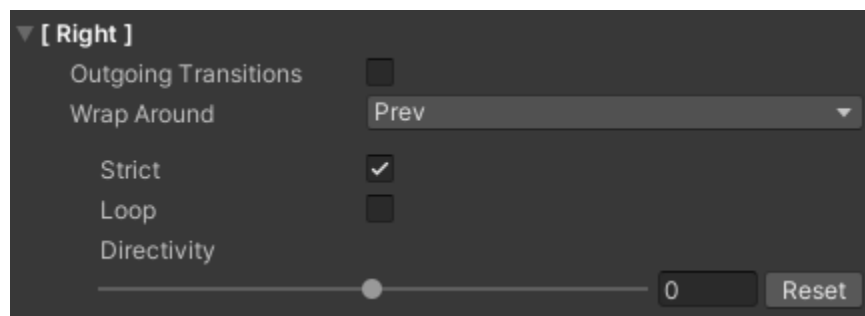 [ Right ]
Outgoing Transitions
Wrap Around Prev
Strict
Loop
Directivity
0 Reset